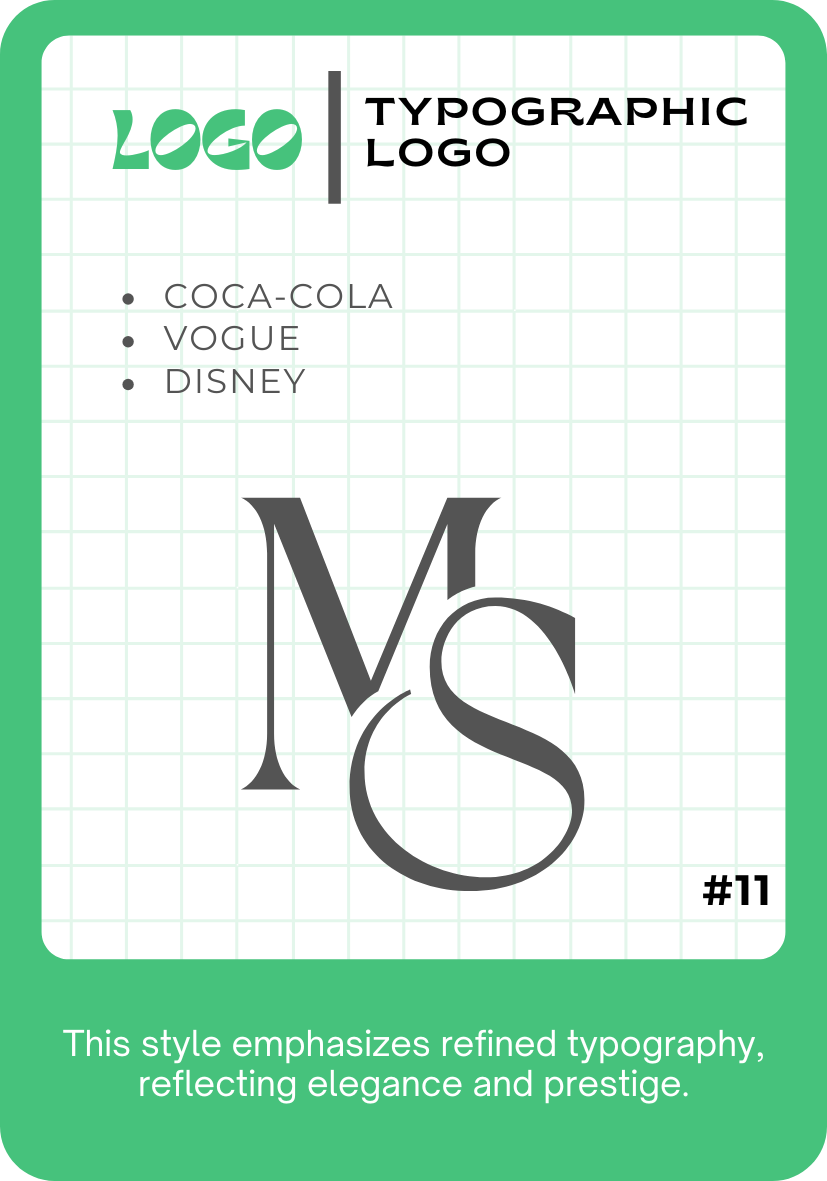 LOGO
TYPOGRAPHIC
LOGO
• COCA-COLA
• VOGUE
• DISNEY
MS
#11
This style emphasizes refined typography,
reflecting elegance and prestige.